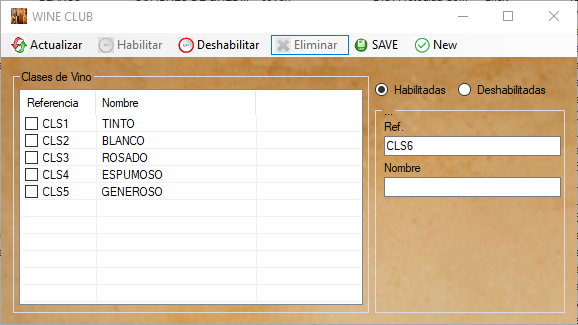 WINE CLUB
Actualizar Habilitar Deshabilitar Eliminar SAVE New
Clases de Vino
Habilitadas Deshabilitadas
Referencia Nombre
CLS1 TINTO
CLS2 BLANCO
CLS3 ROSADO
CLS4 ESPUMOSO
CLS5 GENEROSO
...
Ref.
CLS6
Nombre